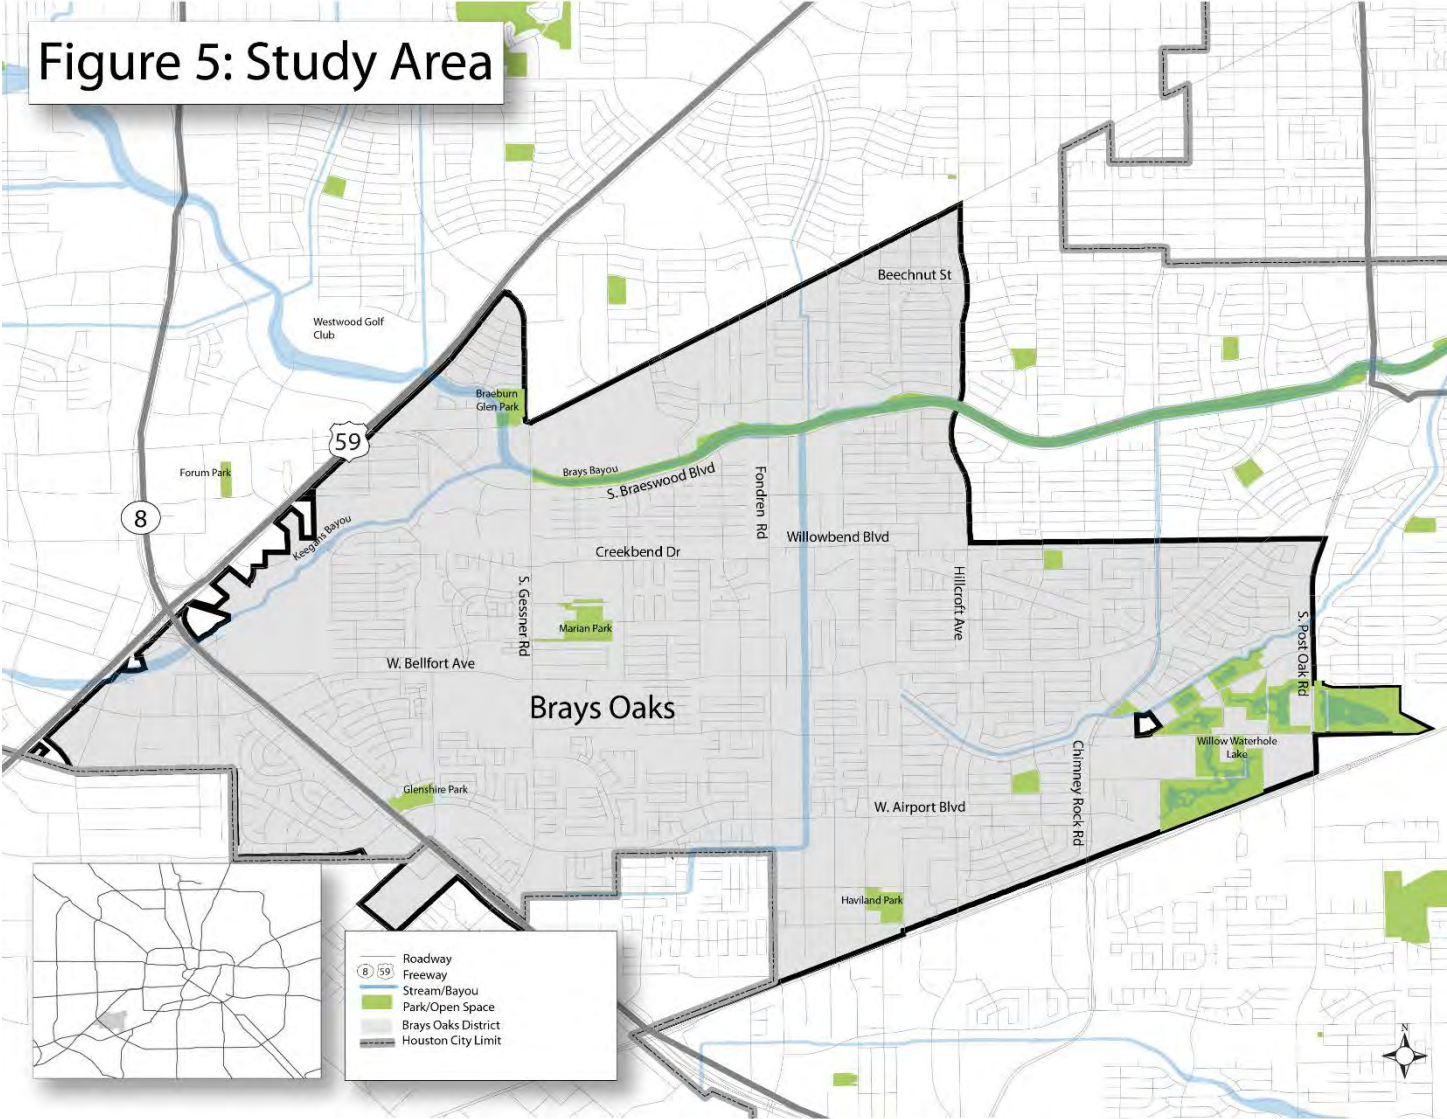 Figure 5: Study Area
Beechnut St
Westwood Golf
Club
Braeburn
Glen Park
59
Forum Park
Brays Bayou
S. Braeswood Blvd
Fondren Rd
8
Keegans Bayou
Willowbend Blvd
Creekbend Dr
S. Gessner Rd
Hillcroft Ave
Marian Park
S. Post Oak Rd
W. Bellfort Ave
Brays Oaks
Willow Waterhole
Lake
Chimney Rock Rd
Glenshire Park
W. Airport Blvd
Haviland Park
Roadway
8 59 Freeway
Stream/Bayou
Park/Open Space
Brays Oaks District
Houston City Limit
N